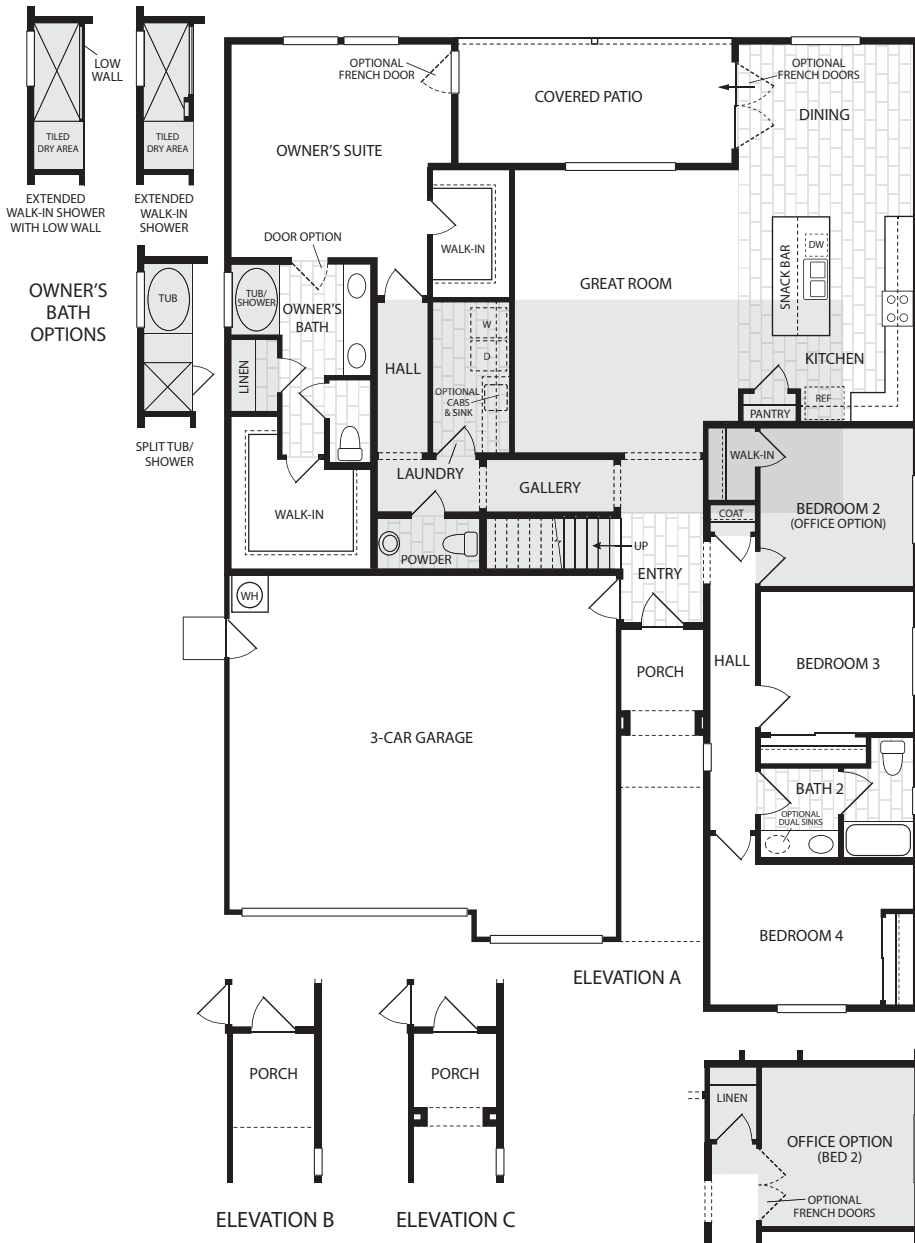 LOW
WALL
TILED
DRY AREA
TILED
DRY AREA
EXTENDED
WALK-IN SHOWER
WITH LOW WALL
EXTENDED
WALK-IN
SHOWER
OWNER'S
BATH
OPTIONS
TUB
SPLIT TUB/
SHOWER
OPTIONAL
FRENCH DOOR
COVERED PATIO
OPTIONAL
FRENCH DOORS
DINING
OWNER'S SUITE
WALK-IN
DOOR OPTION
TUB/
SHOWER
OWNER'S
BATH
LINEN
HALL
W
D
OPTIONAL
CABS
& SINK
GREAT ROOM
SNACK BAR
DW
KITCHEN
REF
PANTRY
LAUNDRY
GALLERY
WALK-IN
WALK-IN
COAT
BEDROOM 2
(OFFICE OPTION)
POWDER
UP
ENTRY
WH
PORCH
HALL
BEDROOM 3
3-CAR GARAGE
BATH 2
OPTIONAL
DUAL SINKS
BEDROOM 4
ELEVATION A
PORCH
ELEVATION B
PORCH
ELEVATION C
LINEN
OFFICE OPTION
(BED 2)
OPTIONAL
FRENCH DOORS